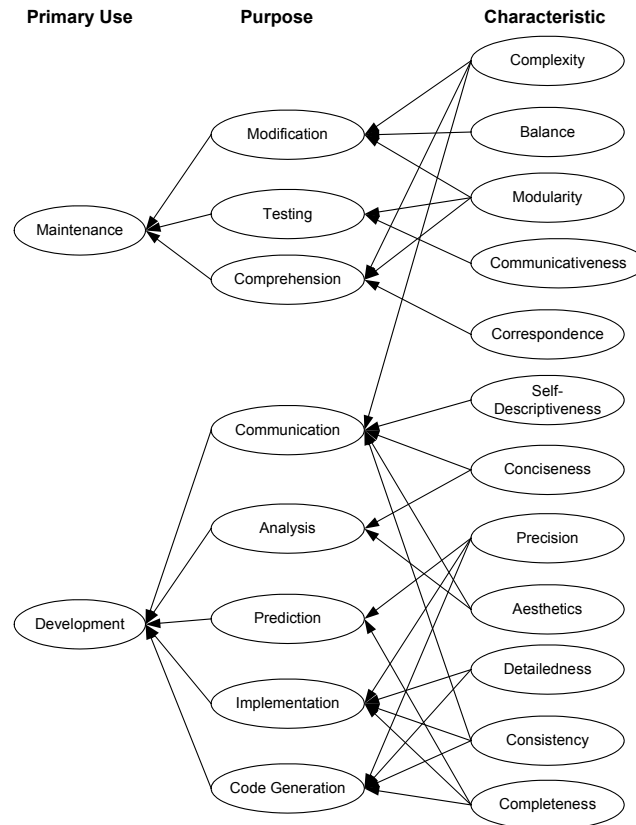 Primary Use Purpose Characteristic
Complexity
Modification
Balance
Modularity
Testing
Maintenance
Communicativeness
Comprehension
Correspondence
Self-
Descriptiveness
Communication
Conciseness
Analysis
Precision
Prediction
Aesthetics
Development
Detailedness
Implementation
Consistency
Code Generation
Completeness